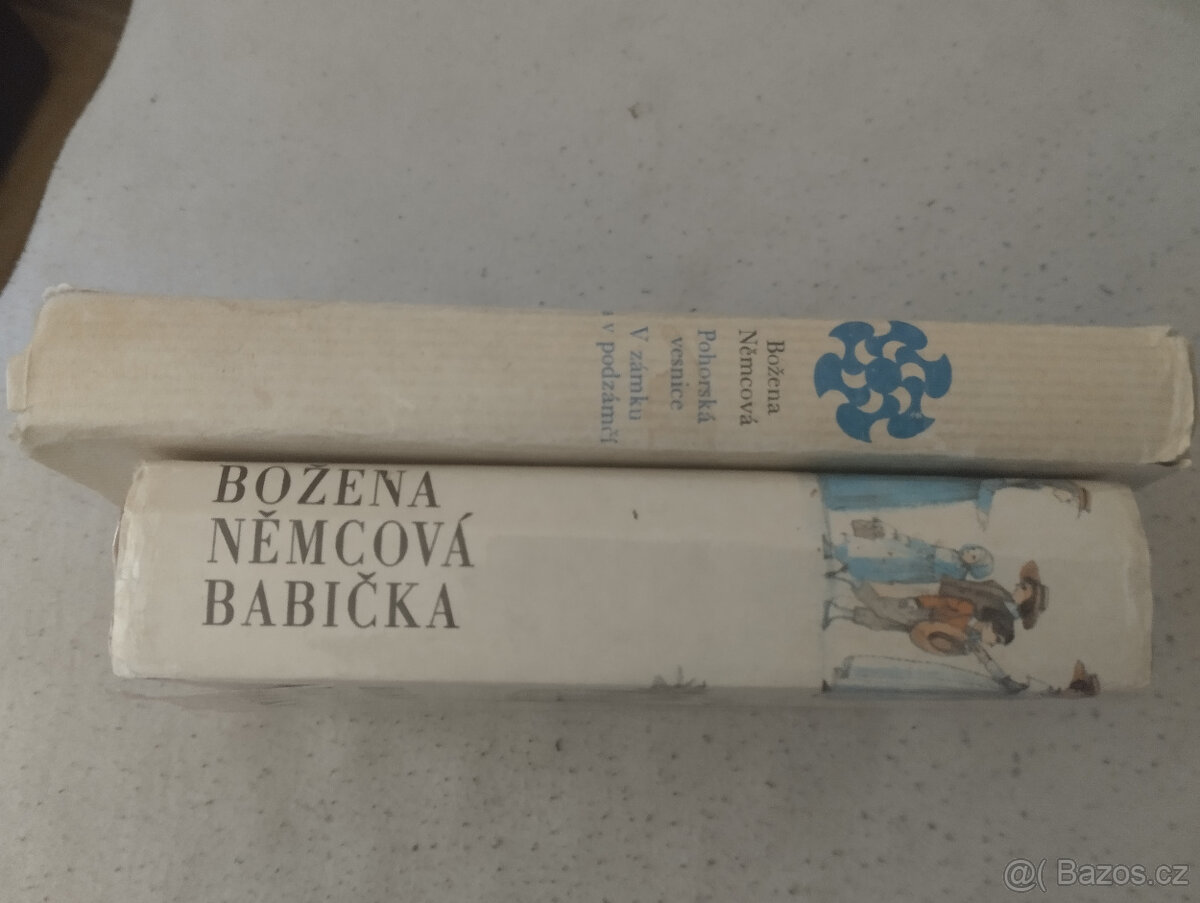 Božena
Němcová
Pohorská
vesnice
V zámku
a v podzámčí
BOŽENA
NĚMCOVÁ
BABIČKA
@( Bazos.cz